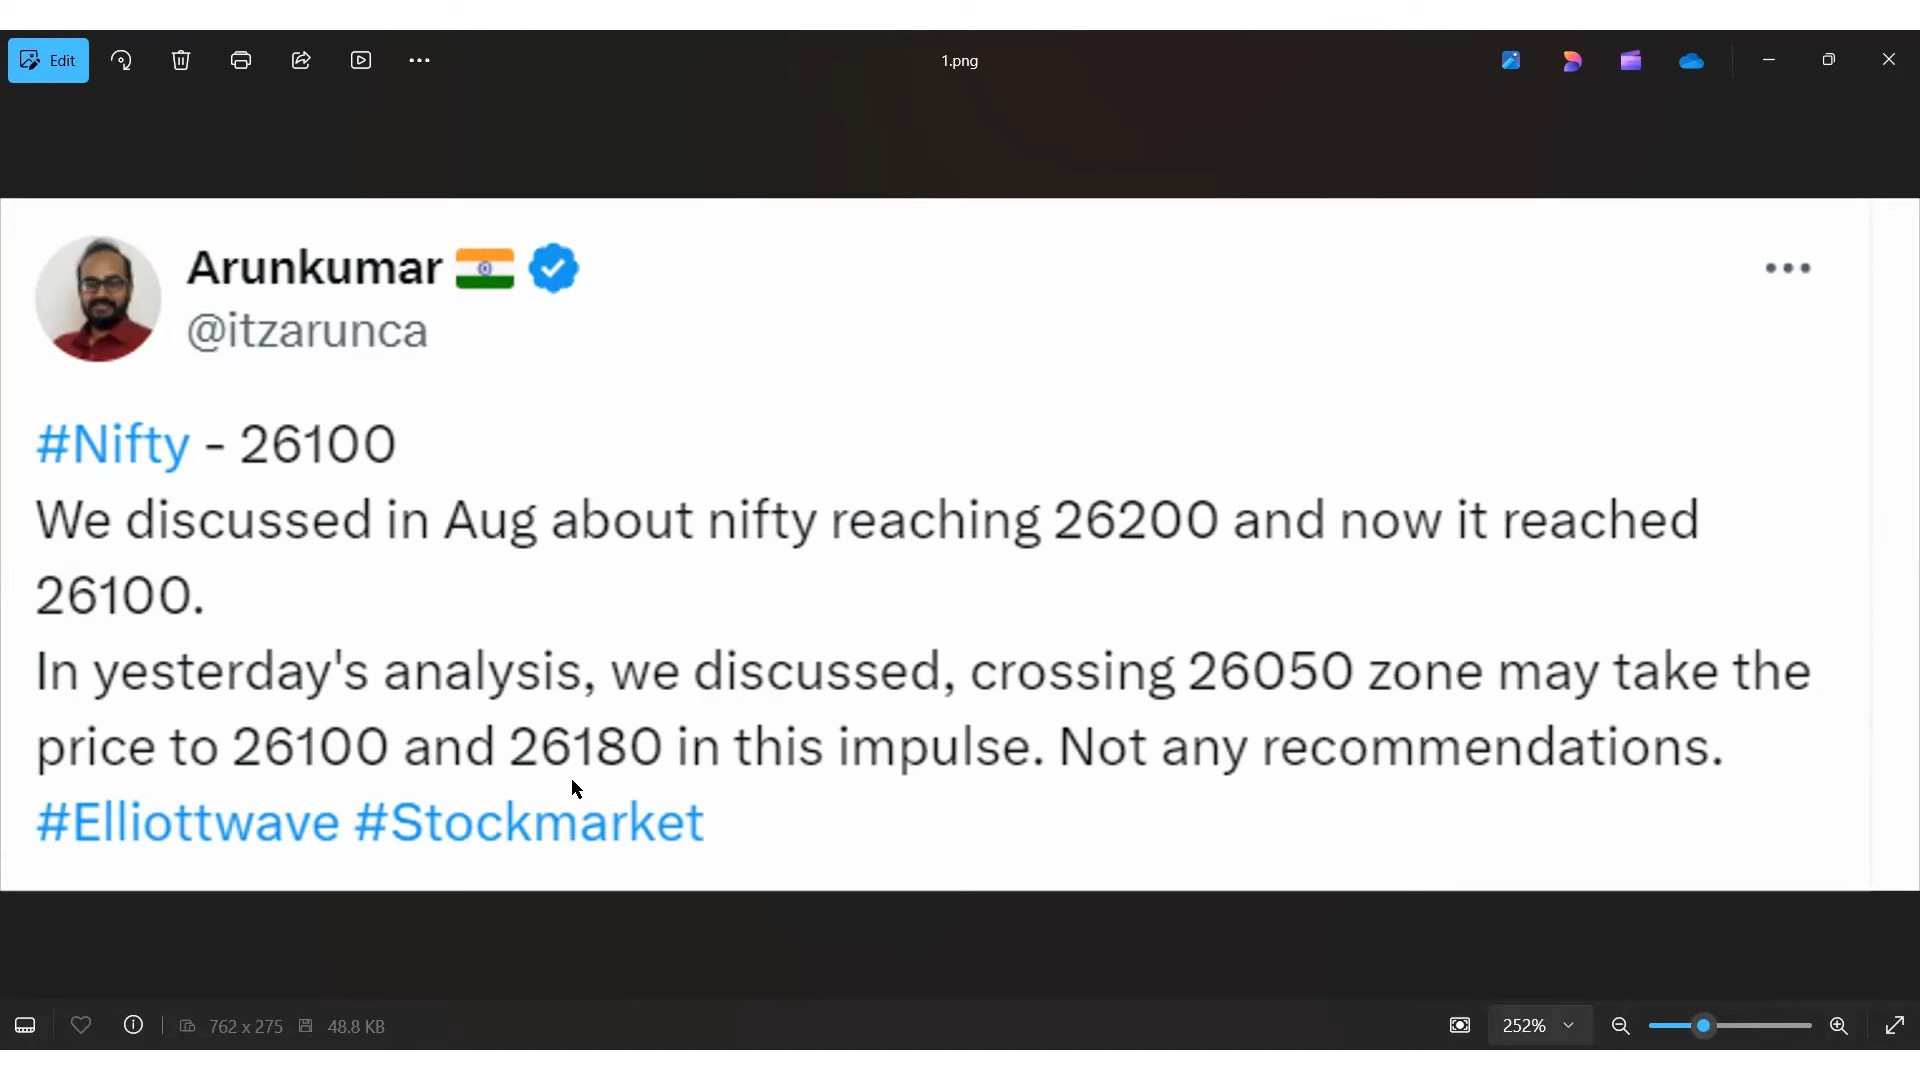 Edit
1.png
Arunkumar
@itzarunca
#Nifty - 26100
We discussed in Aug about nifty reaching 26200 and now it reached
26100.
In yesterday's analysis, we discussed, crossing 26050 zone may take the
price to 26100 and 26180 in this impulse. Not any recommendations.
#Elliottwave #Stockmarket
762 x 275 48.8 KB 252%